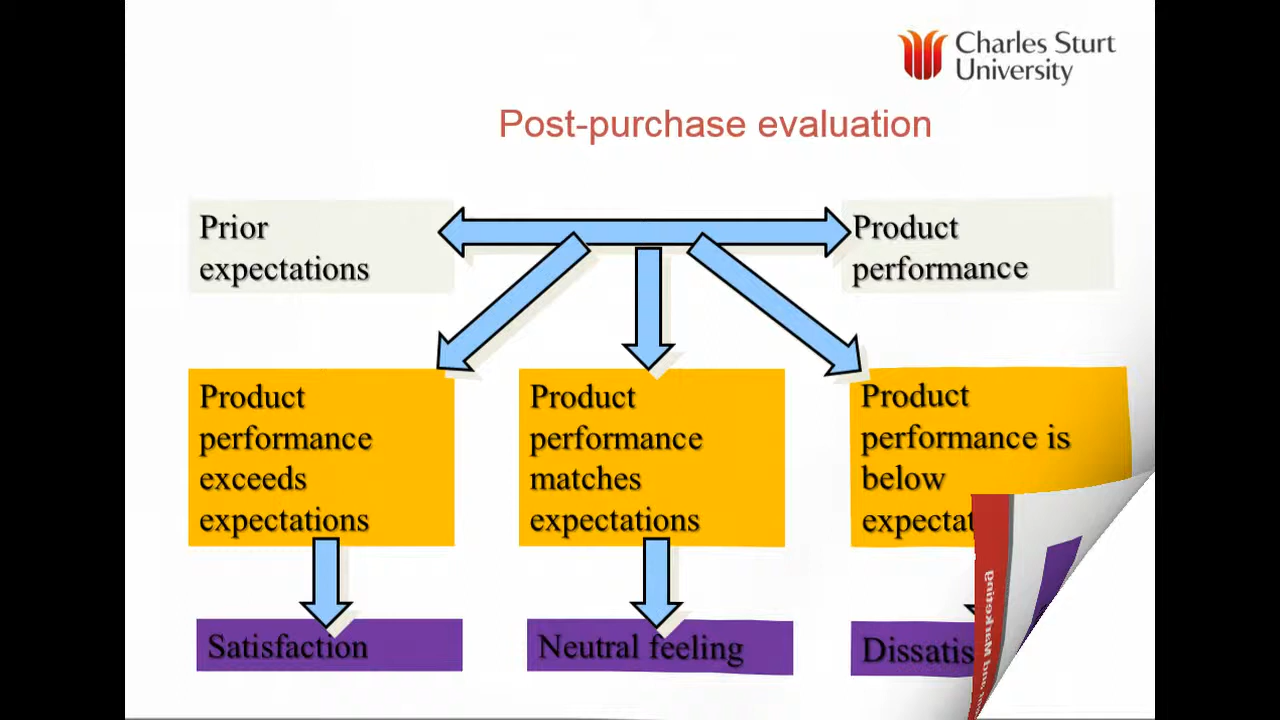 Charles Sturt
University
Post-purchase evaluation
Prior
expectations
Product
performance
Product
performance
exceeds
expectations
Product
performance
matches
expectations
Product
performance is
below
Satisfaction
Neutral feeling